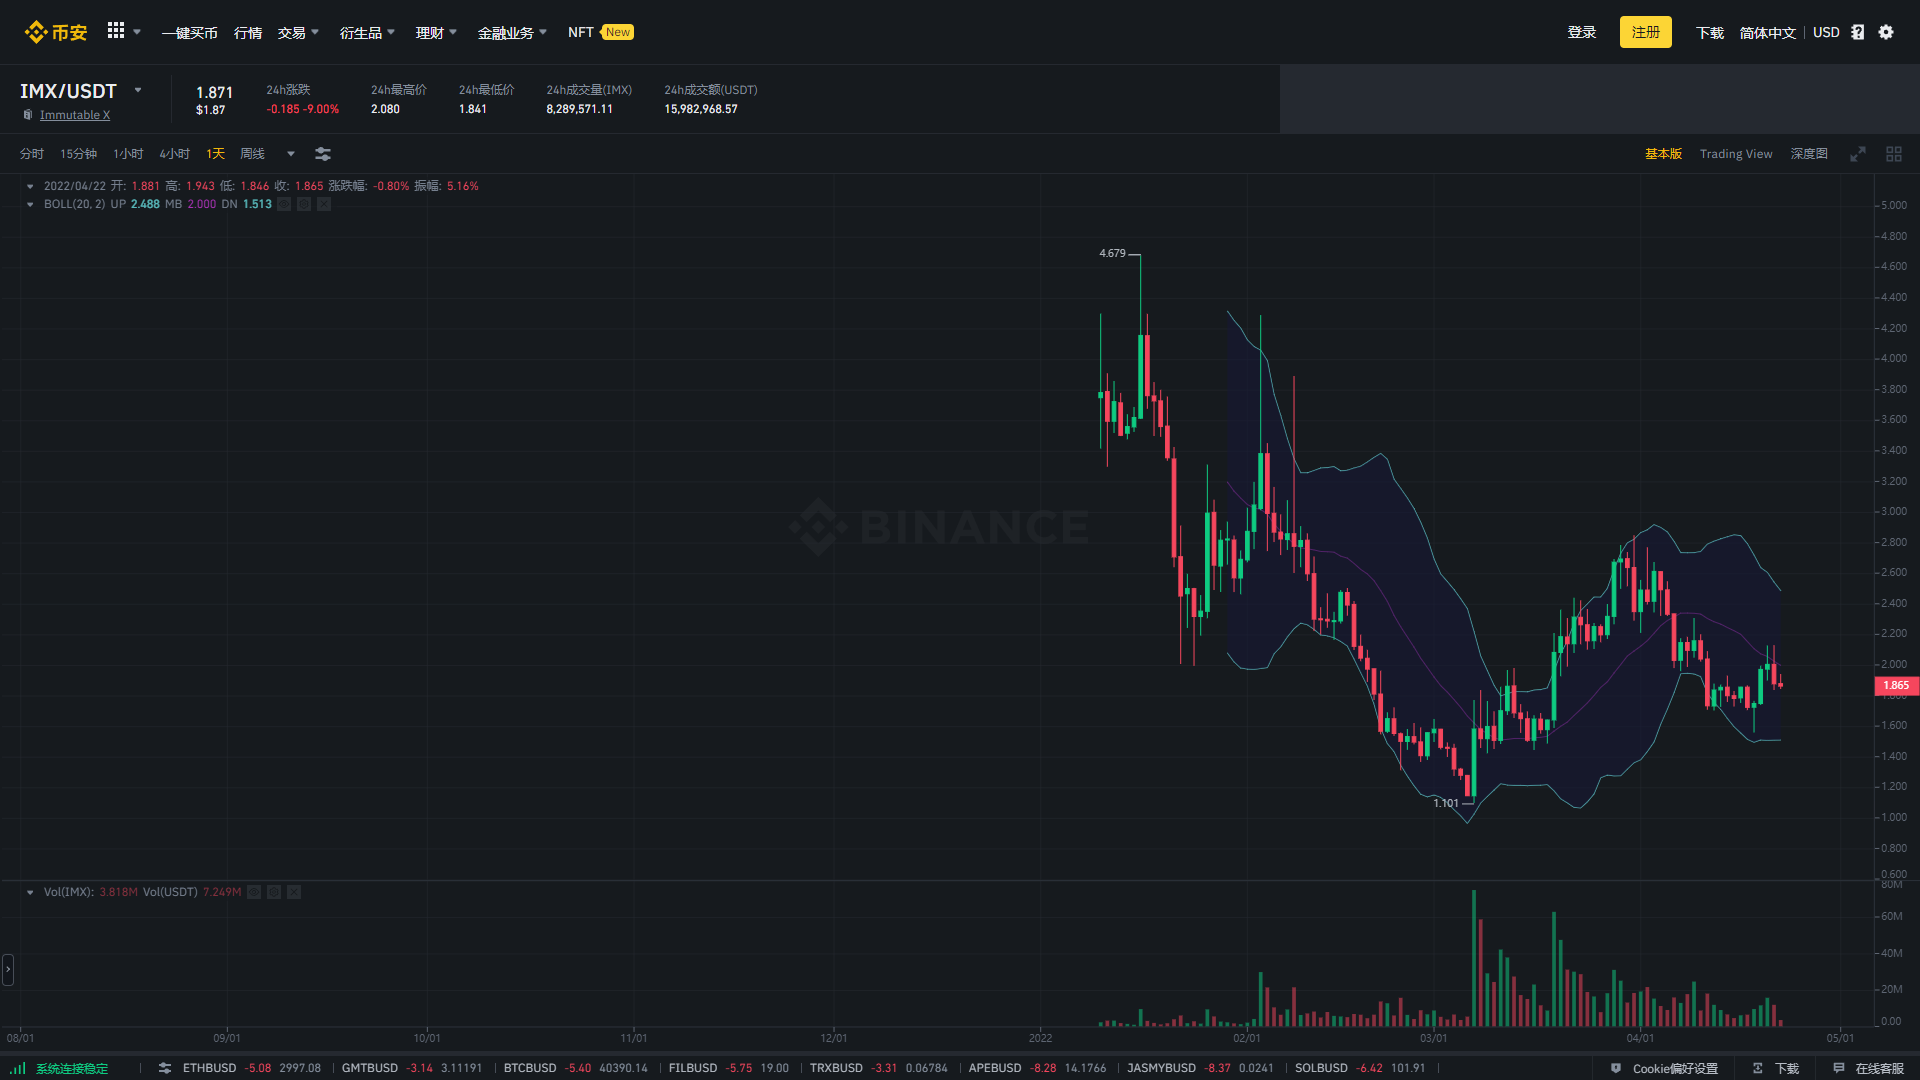 币安 一键买币 行情 交易 衍生品 理财 金融业务 NFT New 登录 注册 下载 简体中文 USD
IMX/USDT
Immutable X
1.871
$1.87
24h涨跌
-0.185 -9.00%
24h最高价
2.080
24h最低价
1.841
24h成交量(IMX)
8,289,571.11
24h成交额(USDT)
15,982,968.57
分时 15分钟 1小时 4小时 1天 周线 基本版 Trading View 深度图
2022/04/22 开: 1.881 高: 1.943 低: 1.846 收: 1.865 涨跌幅: -0.80% 振幅: 5.16%
BOLL(20, 2) UP 2.488 MB 2.000 DN 1.513
5.000
4.800
4.679
4.600
4.400
4.200
4.000
3.800
3.600
3.400
3.200
3.000
BINANCE
2.800
2.600
2.400
2.200
2.000
1.865
1.600
1.400
1.200
1.101
1.000
0.800
0.600
Vol(IMX): 3.818M Vol(USDT) 7.249M
80M
60M
40M
20M
0.00
08/01 09/01 10/01 11/01 12/01 2022 02/01 03/01 04/01 05/01
系统连接稳定 ETHBUSD -5.08 2997.08 GMTBUSD -3.14 3.11191 BTCBUSD -5.40 40390.14 FILBUSD -5.75 19.00 TRXBUSD -3.31 0.06784 APEBUSD -8.28 14.1766 JASMYBUSD -8.37 0.0241 SOLBUSD -6.42 101.91 Cookie偏好设置 下载 在线客服